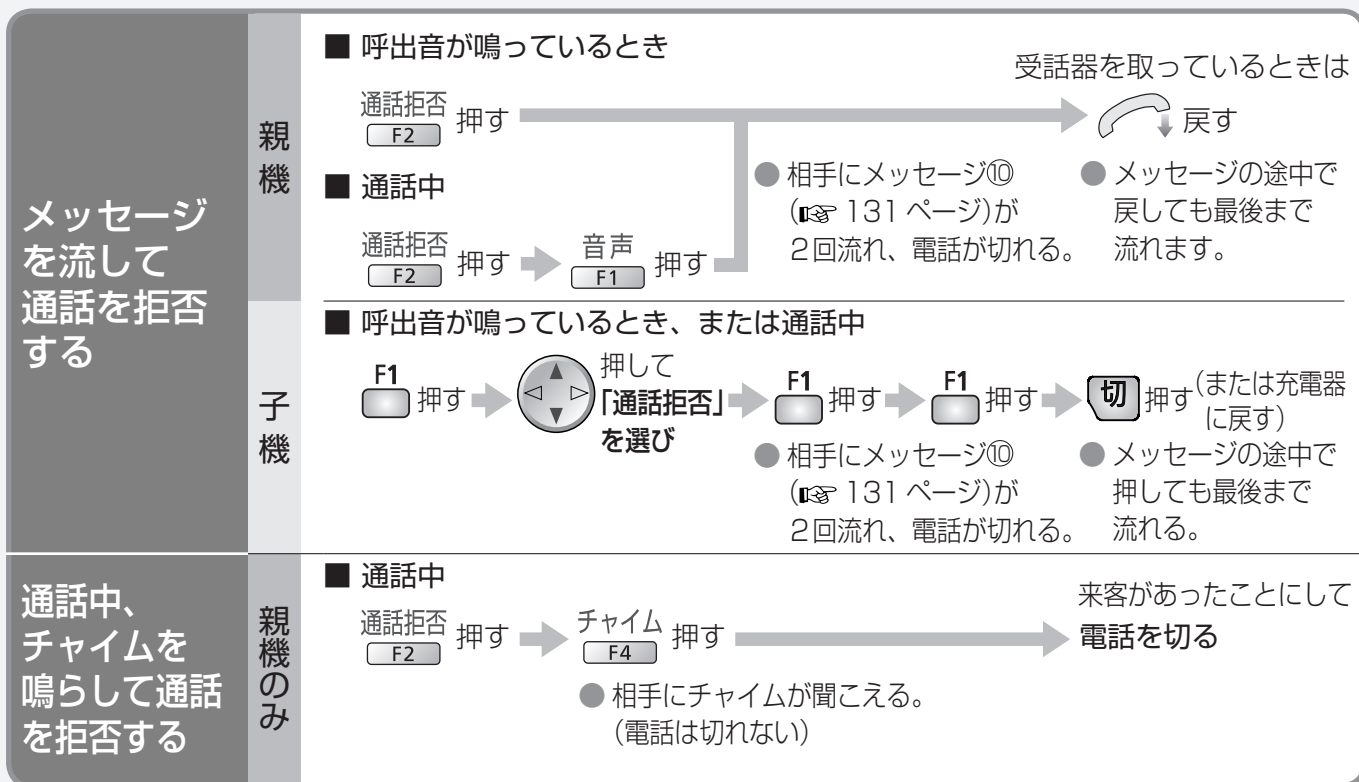 メッセージ
を流して
通話を拒否
する
親機
■ 呼出音が鳴っているとき
通話拒否
F2
押す
受話器を取っているときは
戻す
■ 通話中
通話拒否
F2
押す
音声
F1
押す
● 相手にメッセージ⑩
(☞ 131 ページ)が
2回流れ、電話が切れる。
● メッセージの途中で
戻しても最後まで
流れます。
子機
■ 呼出音が鳴っているとき、または通話中
F1
押す
押して
「通話拒否」
を選び
F1
押す
F1
押す
切
押す
(または充電器
に戻す)
● 相手にメッセージ⑩
(☞ 131 ページ)が
2回流れ、電話が切れる。
● メッセージの途中で
押しても最後まで
流れる。
通話中、
チャイムを
鳴らして通話
を拒否する
親機のみ
■ 通話中
通話拒否
F2
押す
チャイム
F4
押す
● 相手にチャイムが聞こえる。
(電話は切れない)
来客があったことにして
電話を切る